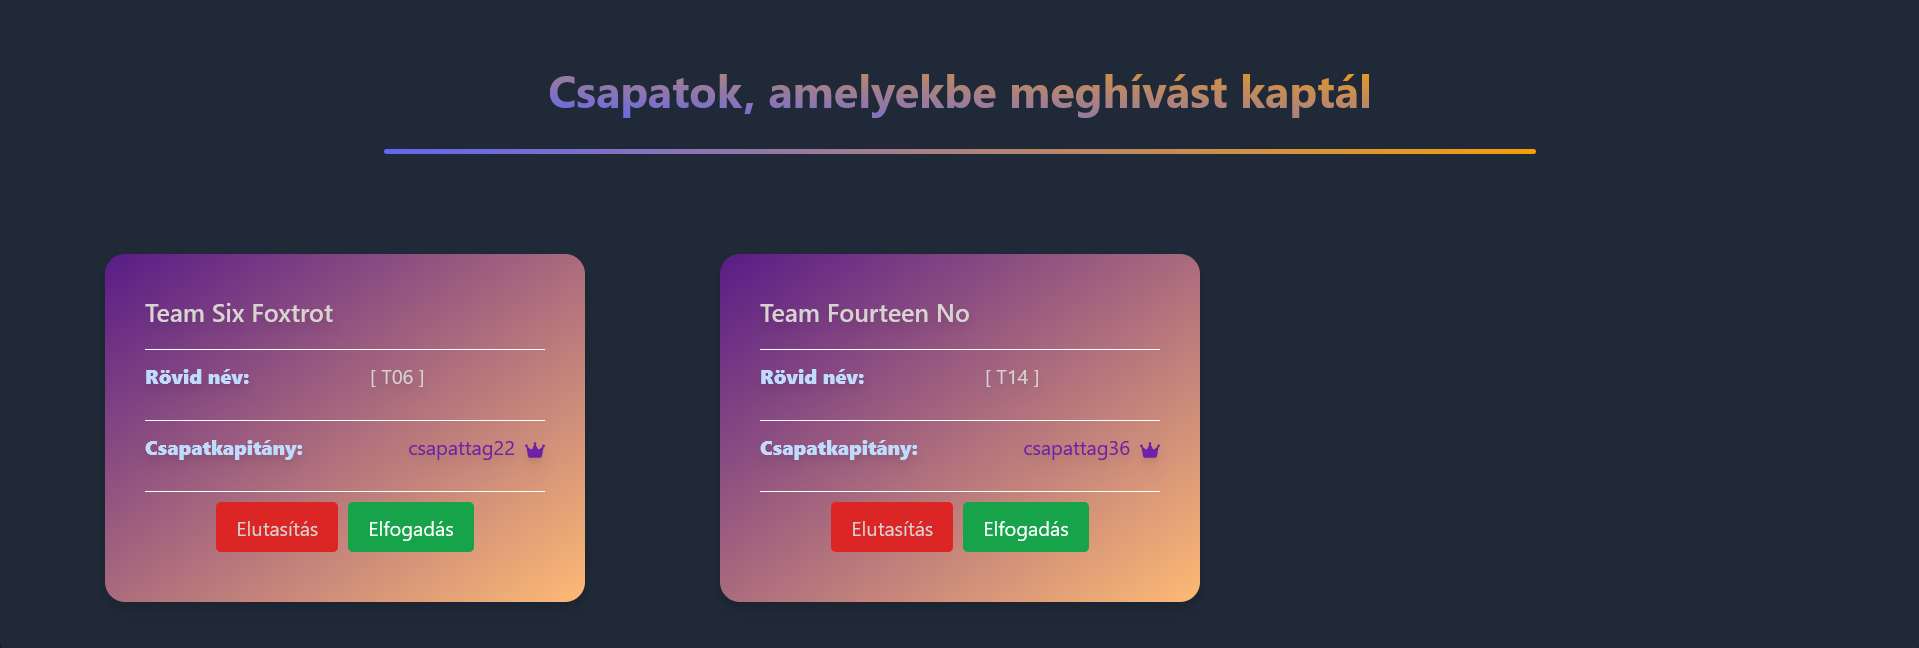 Csapatok, amelyekbe meghívást kaptál
Team Six Foxtrot
Rövid név: [ T06 ]
Csapatkapitány: csapattag22
Elutasítás Elfogadás
Team Fourteen No
Rövid név: [ T14 ]
Csapatkapitány: csapattag36
Elutasítás Elfogadás